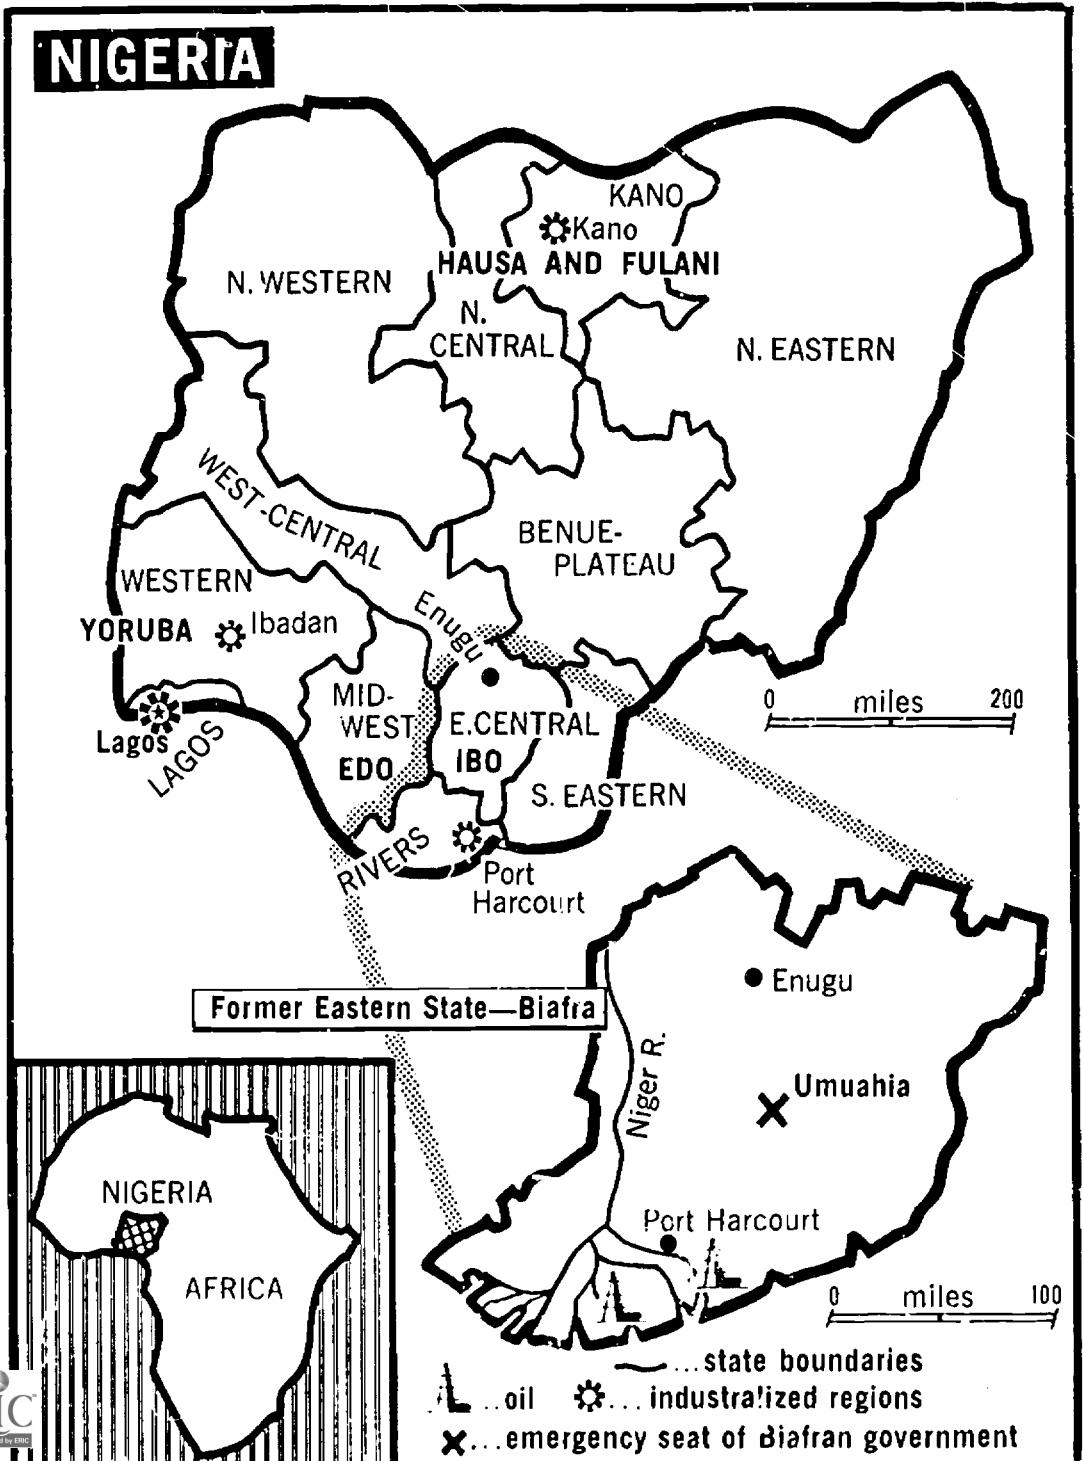 NIGERIA
KANO
Kano
HAUSA AND FULANI
N. WESTERN
N.
CENTRAL
N. EASTERN
WEST-CENTRAL
BENUE-
PLATEAU
WESTERN
YORUBA
Ibadan
Enugu
MID-
WEST
EDO
E.CENTRAL
IBO
Lagos
LAGOS
S. EASTERN
RIVERS
Port
Harcourt
0 miles 200
Former Eastern State—Biafra
Enugu
Niger R.
Umuahia
Port Harcourt
NIGERIA
AFRICA
0 miles 100
...state boundaries
..oil
...industralized regions
...emergency seat of Biafran government